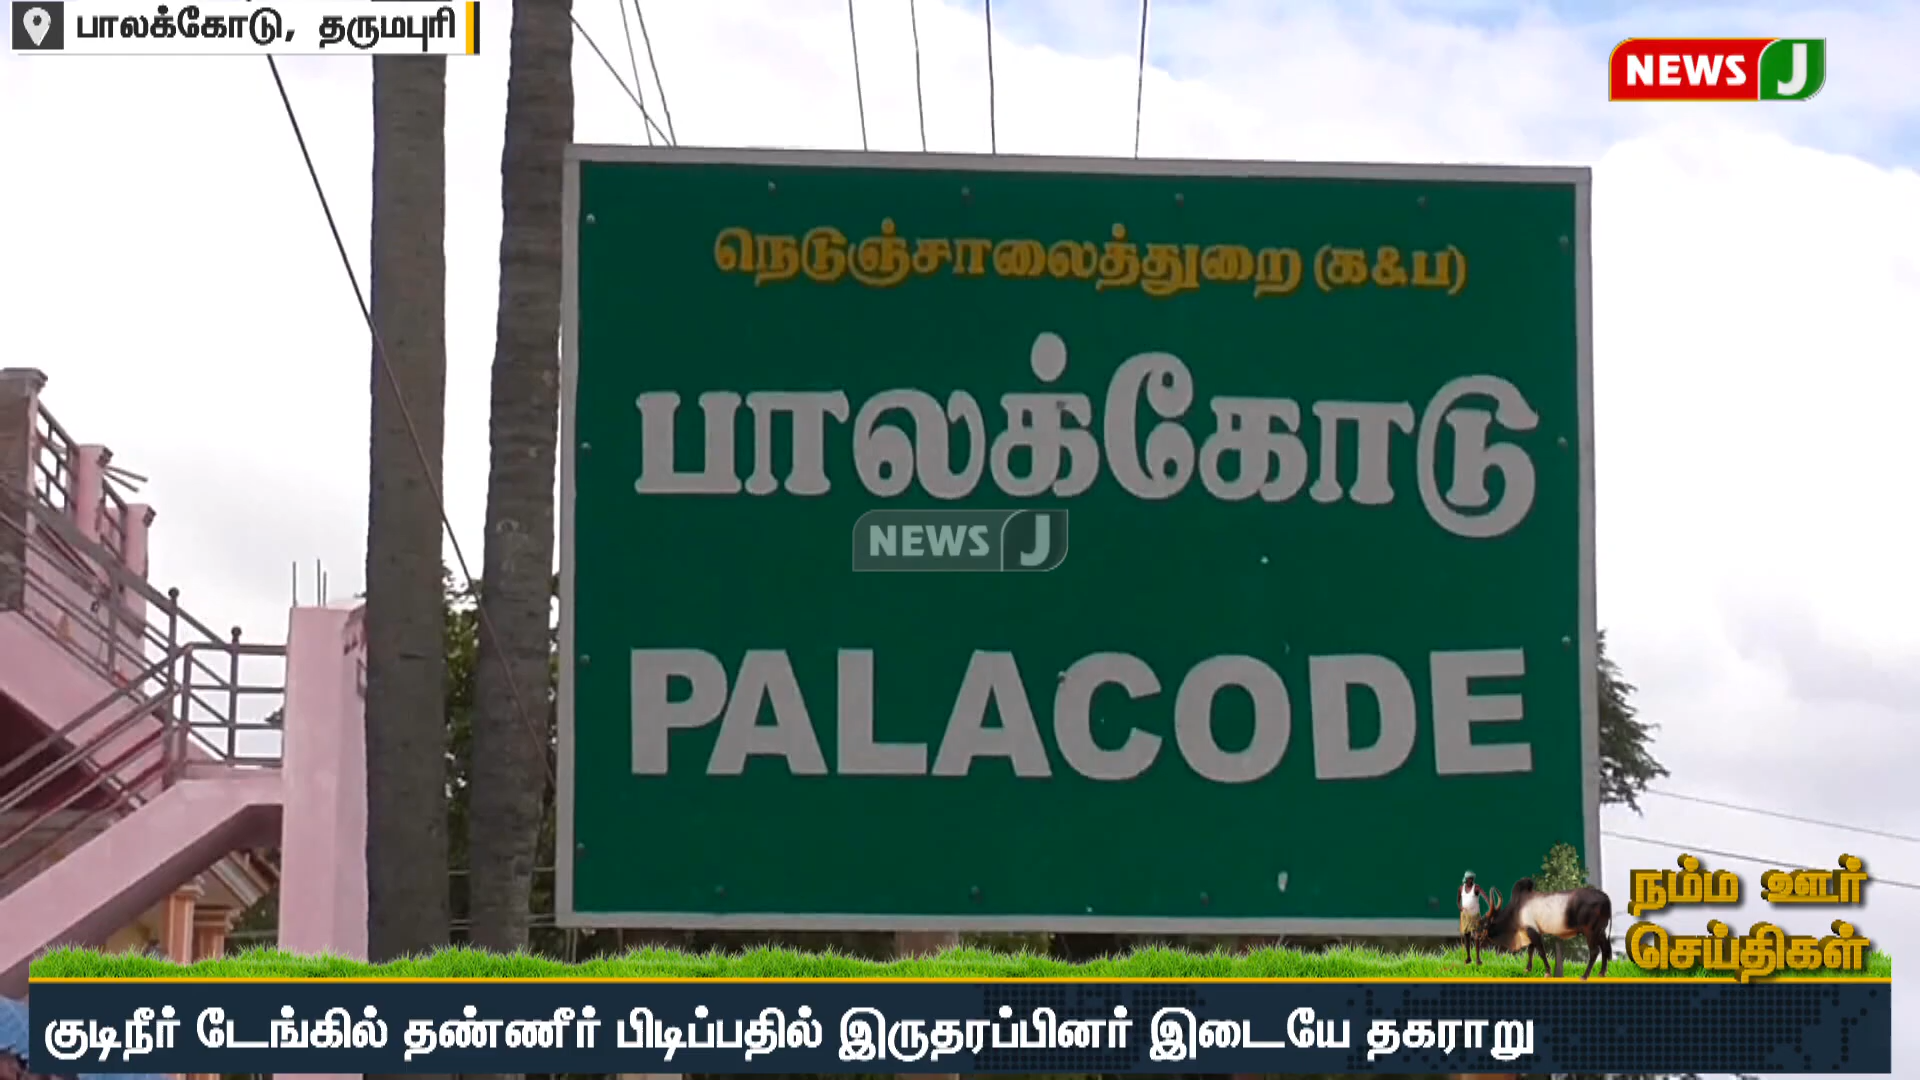 பாலக்கோடு, தருமபுரி
NEWS J
நெடுஞ்சாலைத்துறை (க&ப)
பாலக்கோடு
NEWS J
PALACODE
நம்ம ஊர்
செய்திகள்
குடிநீர் டேங்கில் தண்ணீர் பிடிப்பதில் இருதரப்பினர் இடையே தகராறு